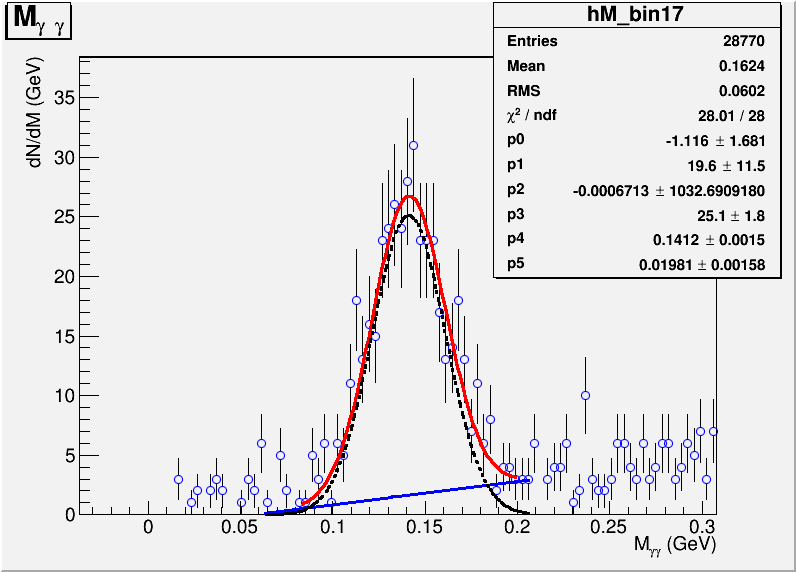 M γ γ
hM_bin17
Entries 28770
Mean 0.1624
RMS 0.0602
χ² / ndf 28.01 / 28
p0 -1.116 ± 1.681
p1 19.6 ± 11.5
p2 -0.0006713 ± 1032.6909180
p3 25.1 ± 1.8
p4 0.1412 ± 0.0015
p5 0.01981 ± 0.00158
dN/dM (GeV)
35
30
25
20
15
10
5
0
0 0.05 0.1 0.15 0.2 0.25 0.3
Mγγ (GeV)